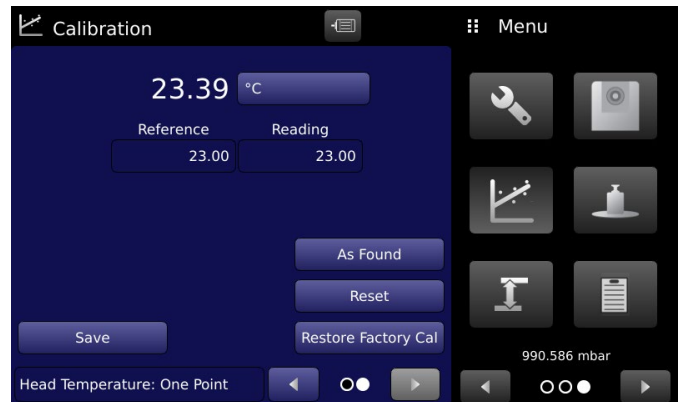 Calibration
Menu
23.39 °C
Reference Reading
23.00 23.00
As Found
Reset
Save Restore Factory Cal
990.586 mbar
Head Temperature: One Point